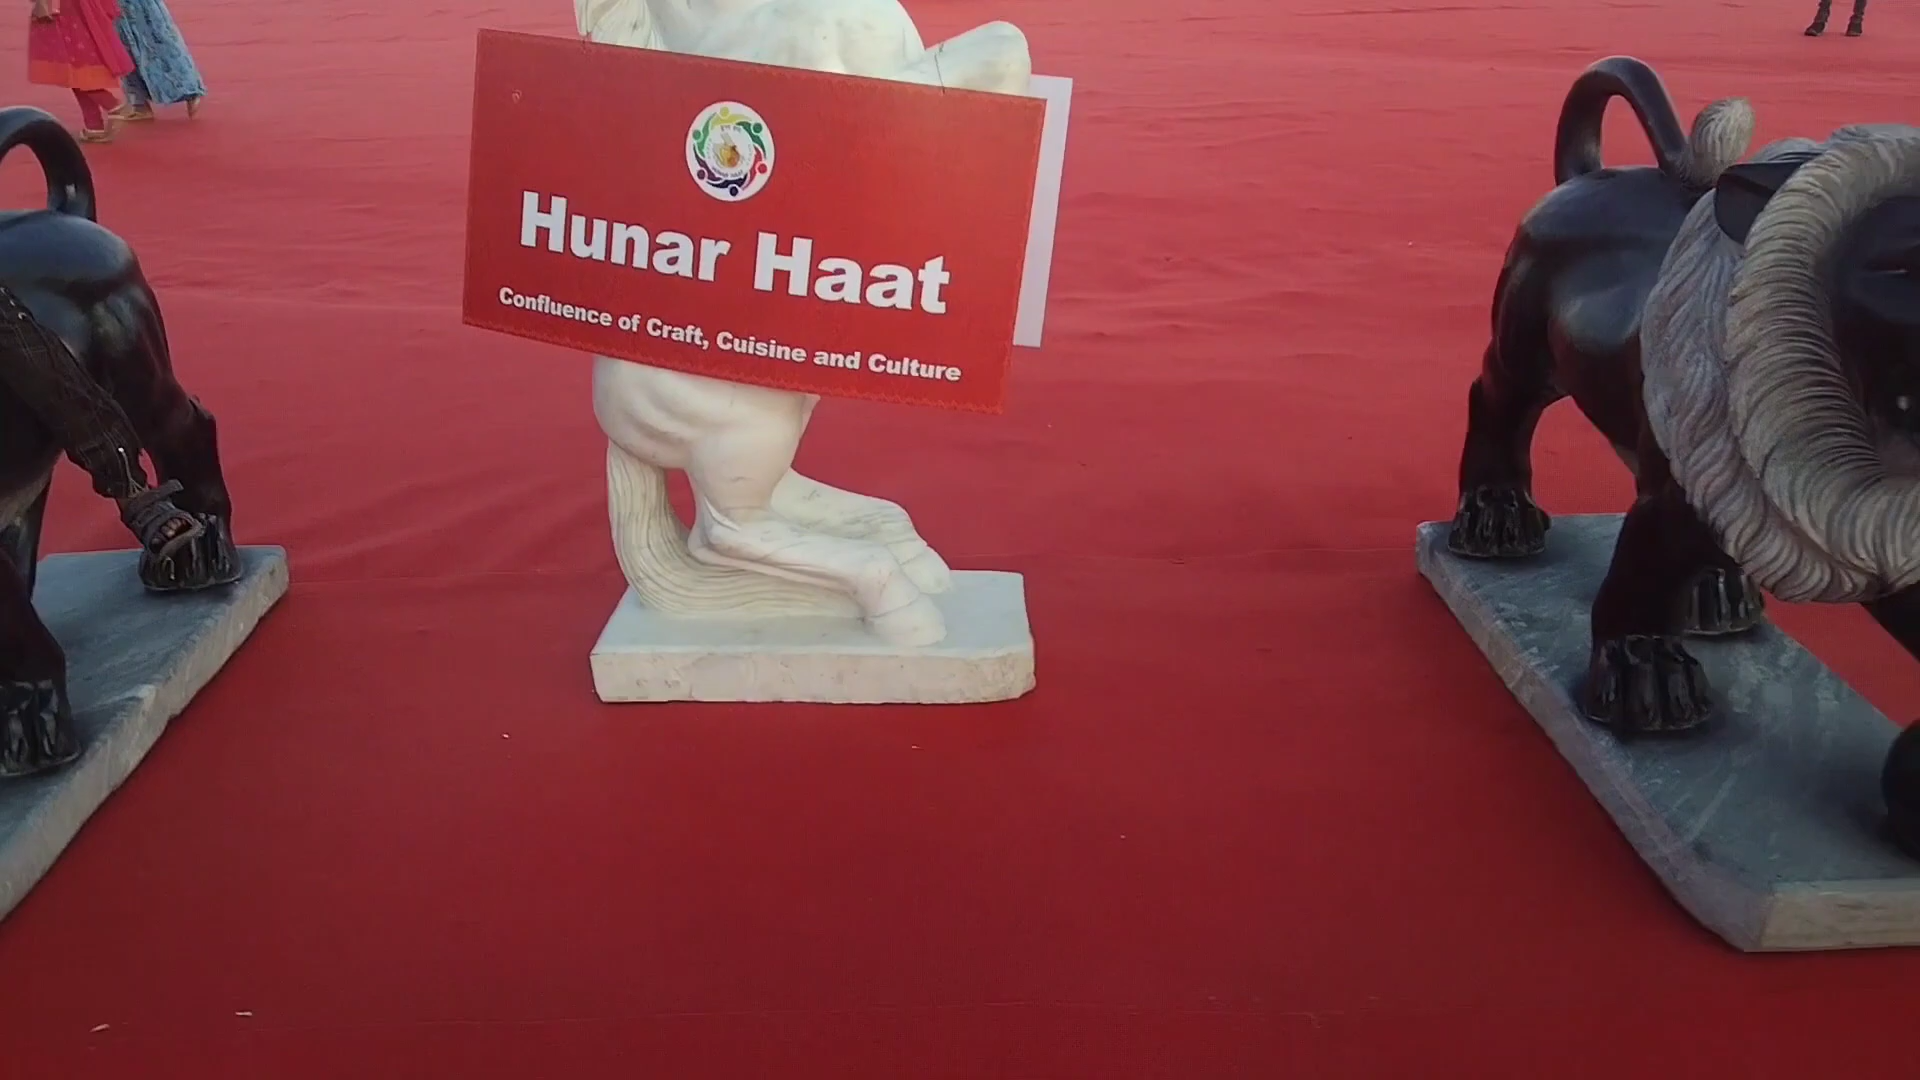 Hunar Haat
Confluence of Craft, Cuisine and Culture